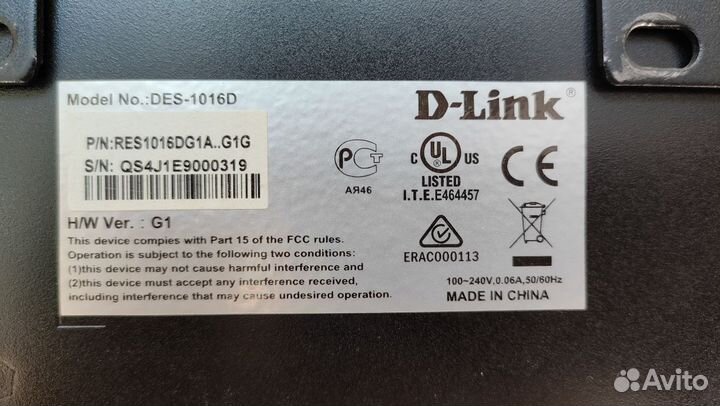 Model No.:DES-1016D
D-Link®
P/N:RES1016DG1A..G1G
S/N: QS4J1E9000319
H/W Ver. : G1
This device compies with Part 15 of the FCC rules.
Operation is subject to the following two conditions:
(1)this device may not cause harmful interference and
(2)this device must accept any interference received,
including interference that may cause undesired operation.
РСТ
АЯ46
C UL US
LISTED
I.T.E.E464457
CE
ERAC000113
100~240V,0.06A,50/60Hz
MADE IN CHINA
Avito